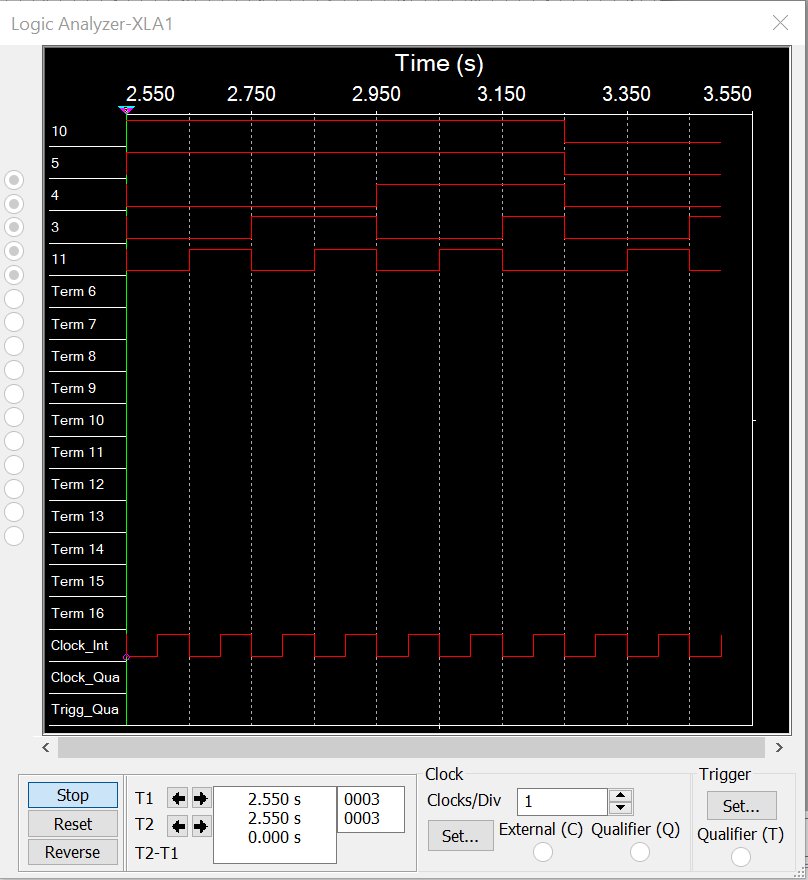 Logic Analyzer-XLA1
Time (s)
2.550 2.750 2.950 3.150 3.350 3.550
10
5
4
3
11
Term 6
Term 7
Term 8
Term 9
Term 10
Term 11
Term 12
Term 13
Term 14
Term 15
Term 16
Clock_Int
Clock_Qua
Trigg_Qua
Stop
Reset
Reverse
T1 2.550 s 0003
T2 2.550 s 0003
T2-T1 0.000 s
Clock
Clocks/Div 1
Set... External (C) Qualifier (Q)
Trigger
Set...
Qualifier (T)